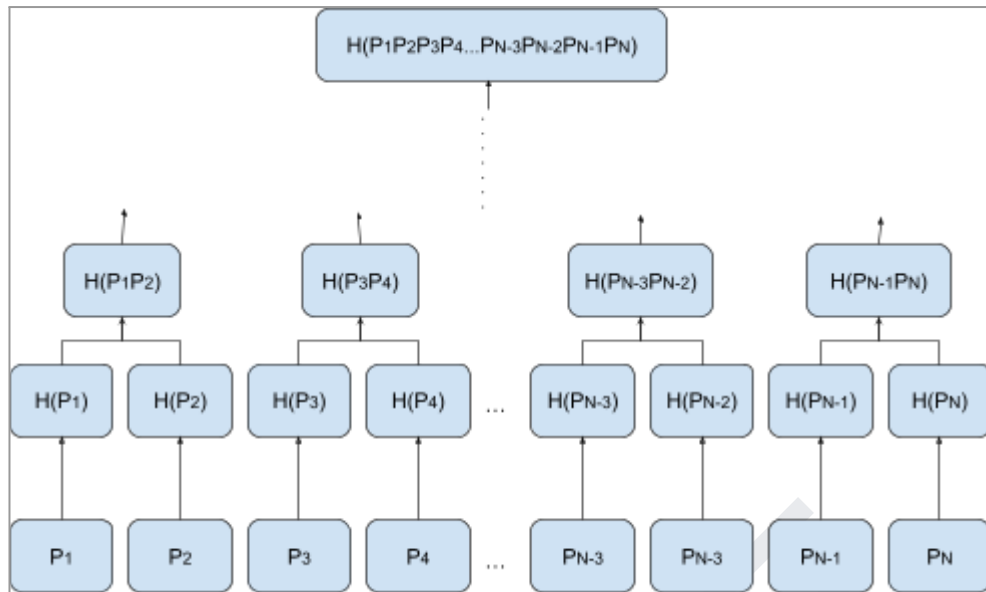 H(P1P2P3P4...PN-3PN-2PN-1PN)
H(P1P2) H(P3P4) H(PN-3PN-2) H(PN-1PN)
H(P1) H(P2) H(P3) H(P4) ... H(PN-3) H(PN-2) H(PN-1) H(PN)
P1 P2 P3 P4 ... PN-3 PN-3 PN-1 PN